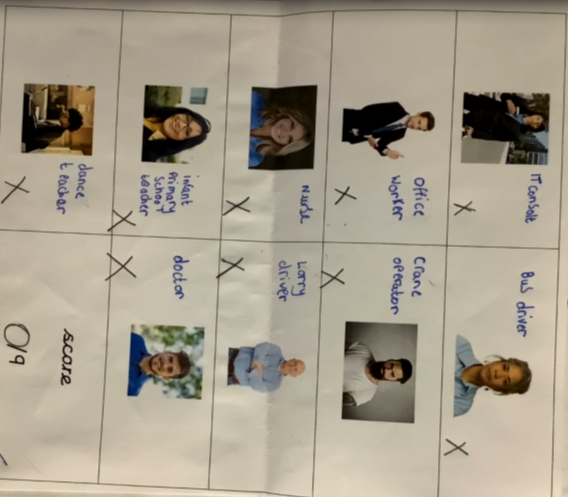 IT Consalt
Bus driver
Office
Worker
Crane
operator
Nurse
Lorry
driver
infant
Primary
School
teacher
doctor
dance
teacher
score
0/9